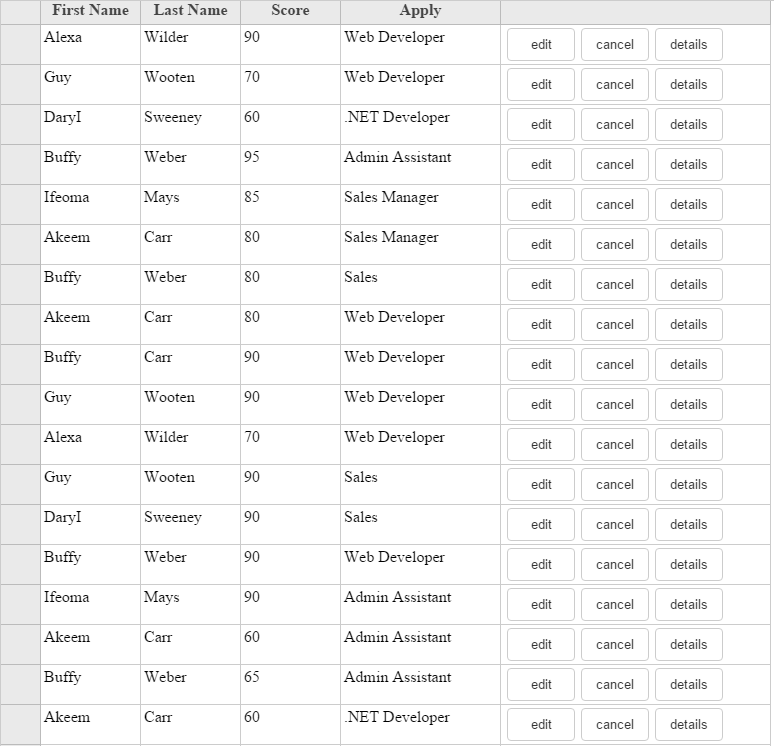 First Name Last Name Score Apply
Alexa Wilder 90 Web Developer edit cancel details
Guy Wooten 70 Web Developer edit cancel details
DaryI Sweeney 60 .NET Developer edit cancel details
Buffy Weber 95 Admin Assistant edit cancel details
Ifeoma Mays 85 Sales Manager edit cancel details
Akeem Carr 80 Sales Manager edit cancel details
Buffy Weber 80 Sales edit cancel details
Akeem Carr 80 Web Developer edit cancel details
Buffy Carr 90 Web Developer edit cancel details
Guy Wooten 90 Web Developer edit cancel details
Alexa Wilder 70 Web Developer edit cancel details
Guy Wooten 90 Sales edit cancel details
DaryI Sweeney 90 Sales edit cancel details
Buffy Weber 90 Web Developer edit cancel details
Ifeoma Mays 90 Admin Assistant edit cancel details
Akeem Carr 60 Admin Assistant edit cancel details
Buffy Weber 65 Admin Assistant edit cancel details
Akeem Carr 60 .NET Developer edit cancel details